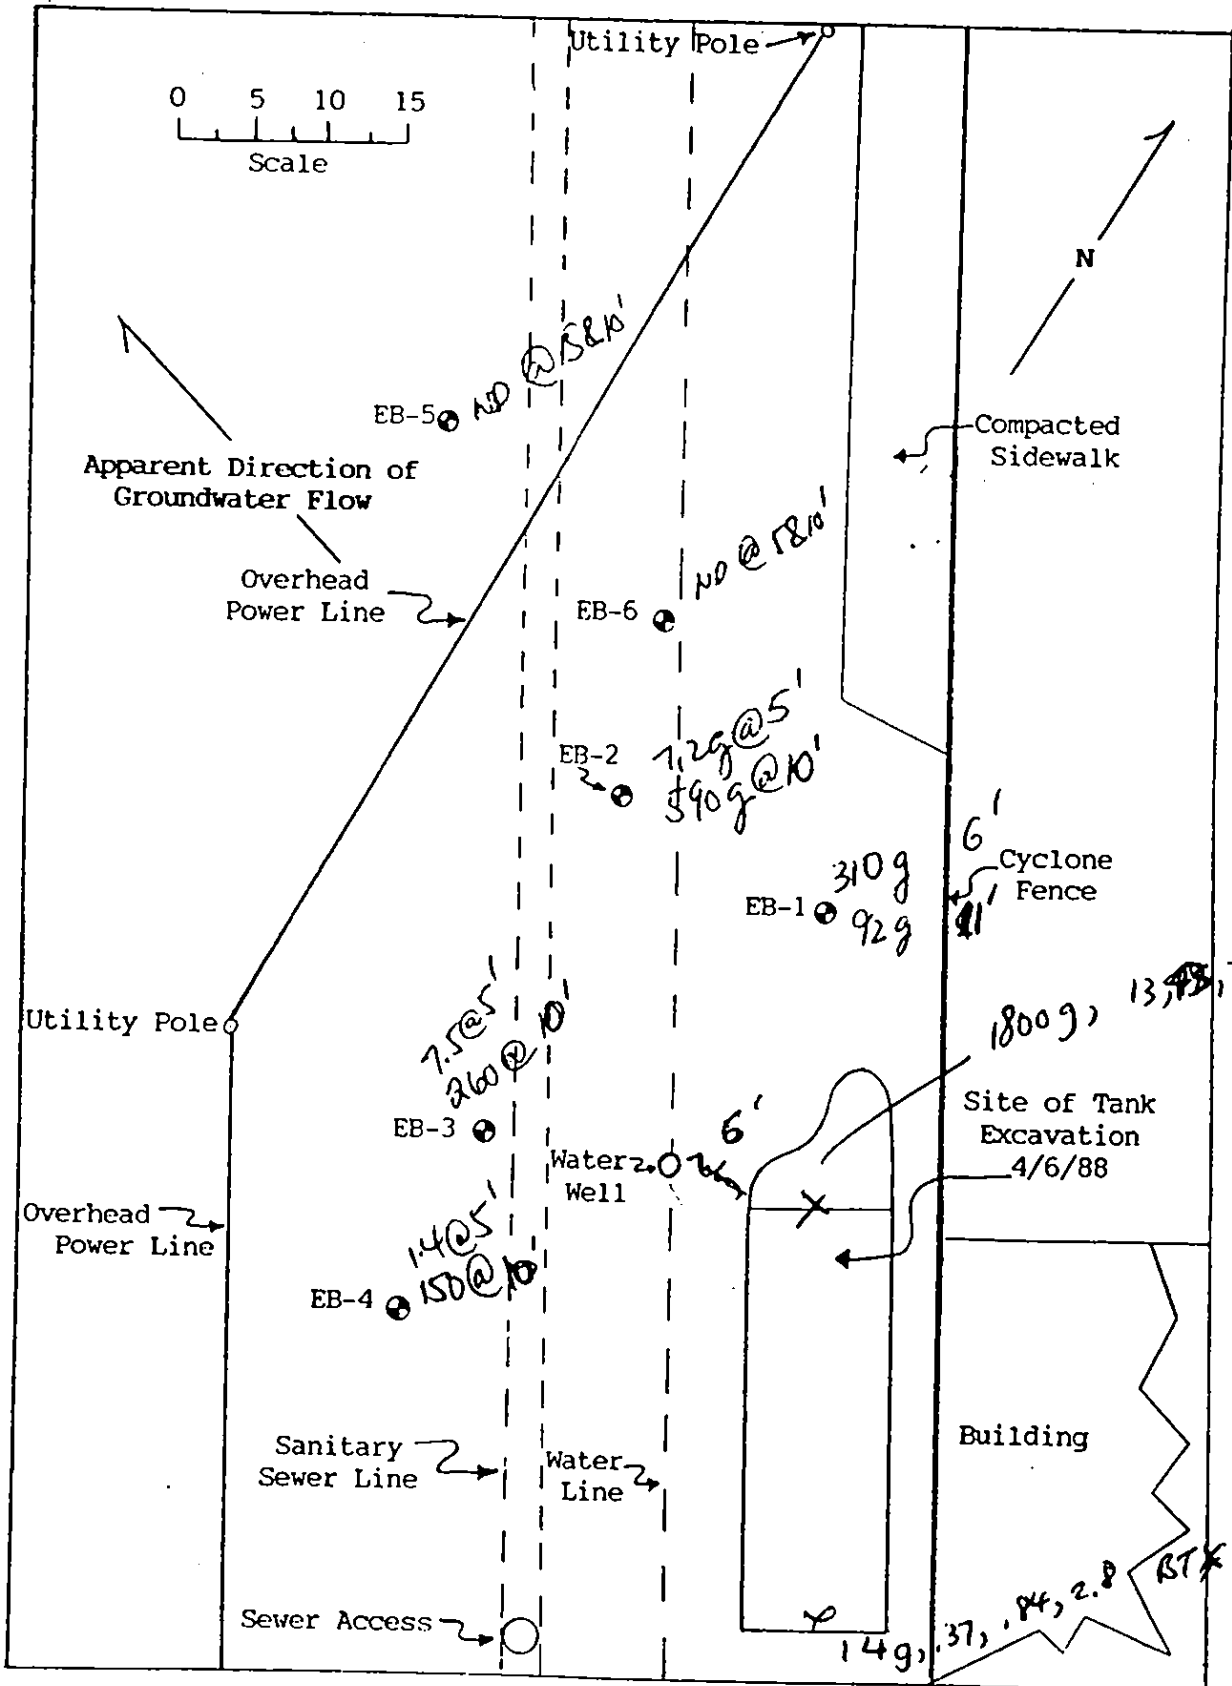 Utility Pole
0 5 10 15
Scale
N
EB-5 ND @ 5&10'
Compacted
Sidewalk
Apparent Direction of
Groundwater Flow
Overhead
Power Line
ND @ 5&10'
EB-6
EB-2
1,2g@5'
590g@10'
6'
310g
Cyclone
Fence
EB-1
92g 11'
Utility Pole
7.5@5'
260@10'
1800g, 13,
EB-3
Site of Tank
Excavation
4/6/88
6'
Water
Well
Overhead
Power Line
1.4@5'
150@10'
EB-4
Building
Sanitary
Sewer Line
Water
Line
BTX
Sewer Access
14g, .37, .84, 2.8